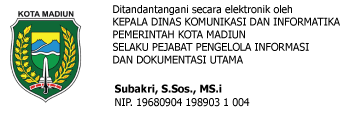 KOTA MADIUN
Ditandantangani secara elektronik oleh
KEPALA DINAS KOMUNIKASI DAN INFORMATIKA
PEMERINTAH KOTA MADIUN
SELAKU PEJABAT PENGELOLA INFORMASI
DAN DOKUMENTASI UTAMA
Subakri, S.Sos., MS.i
NIP. 19680904 198903 1 004